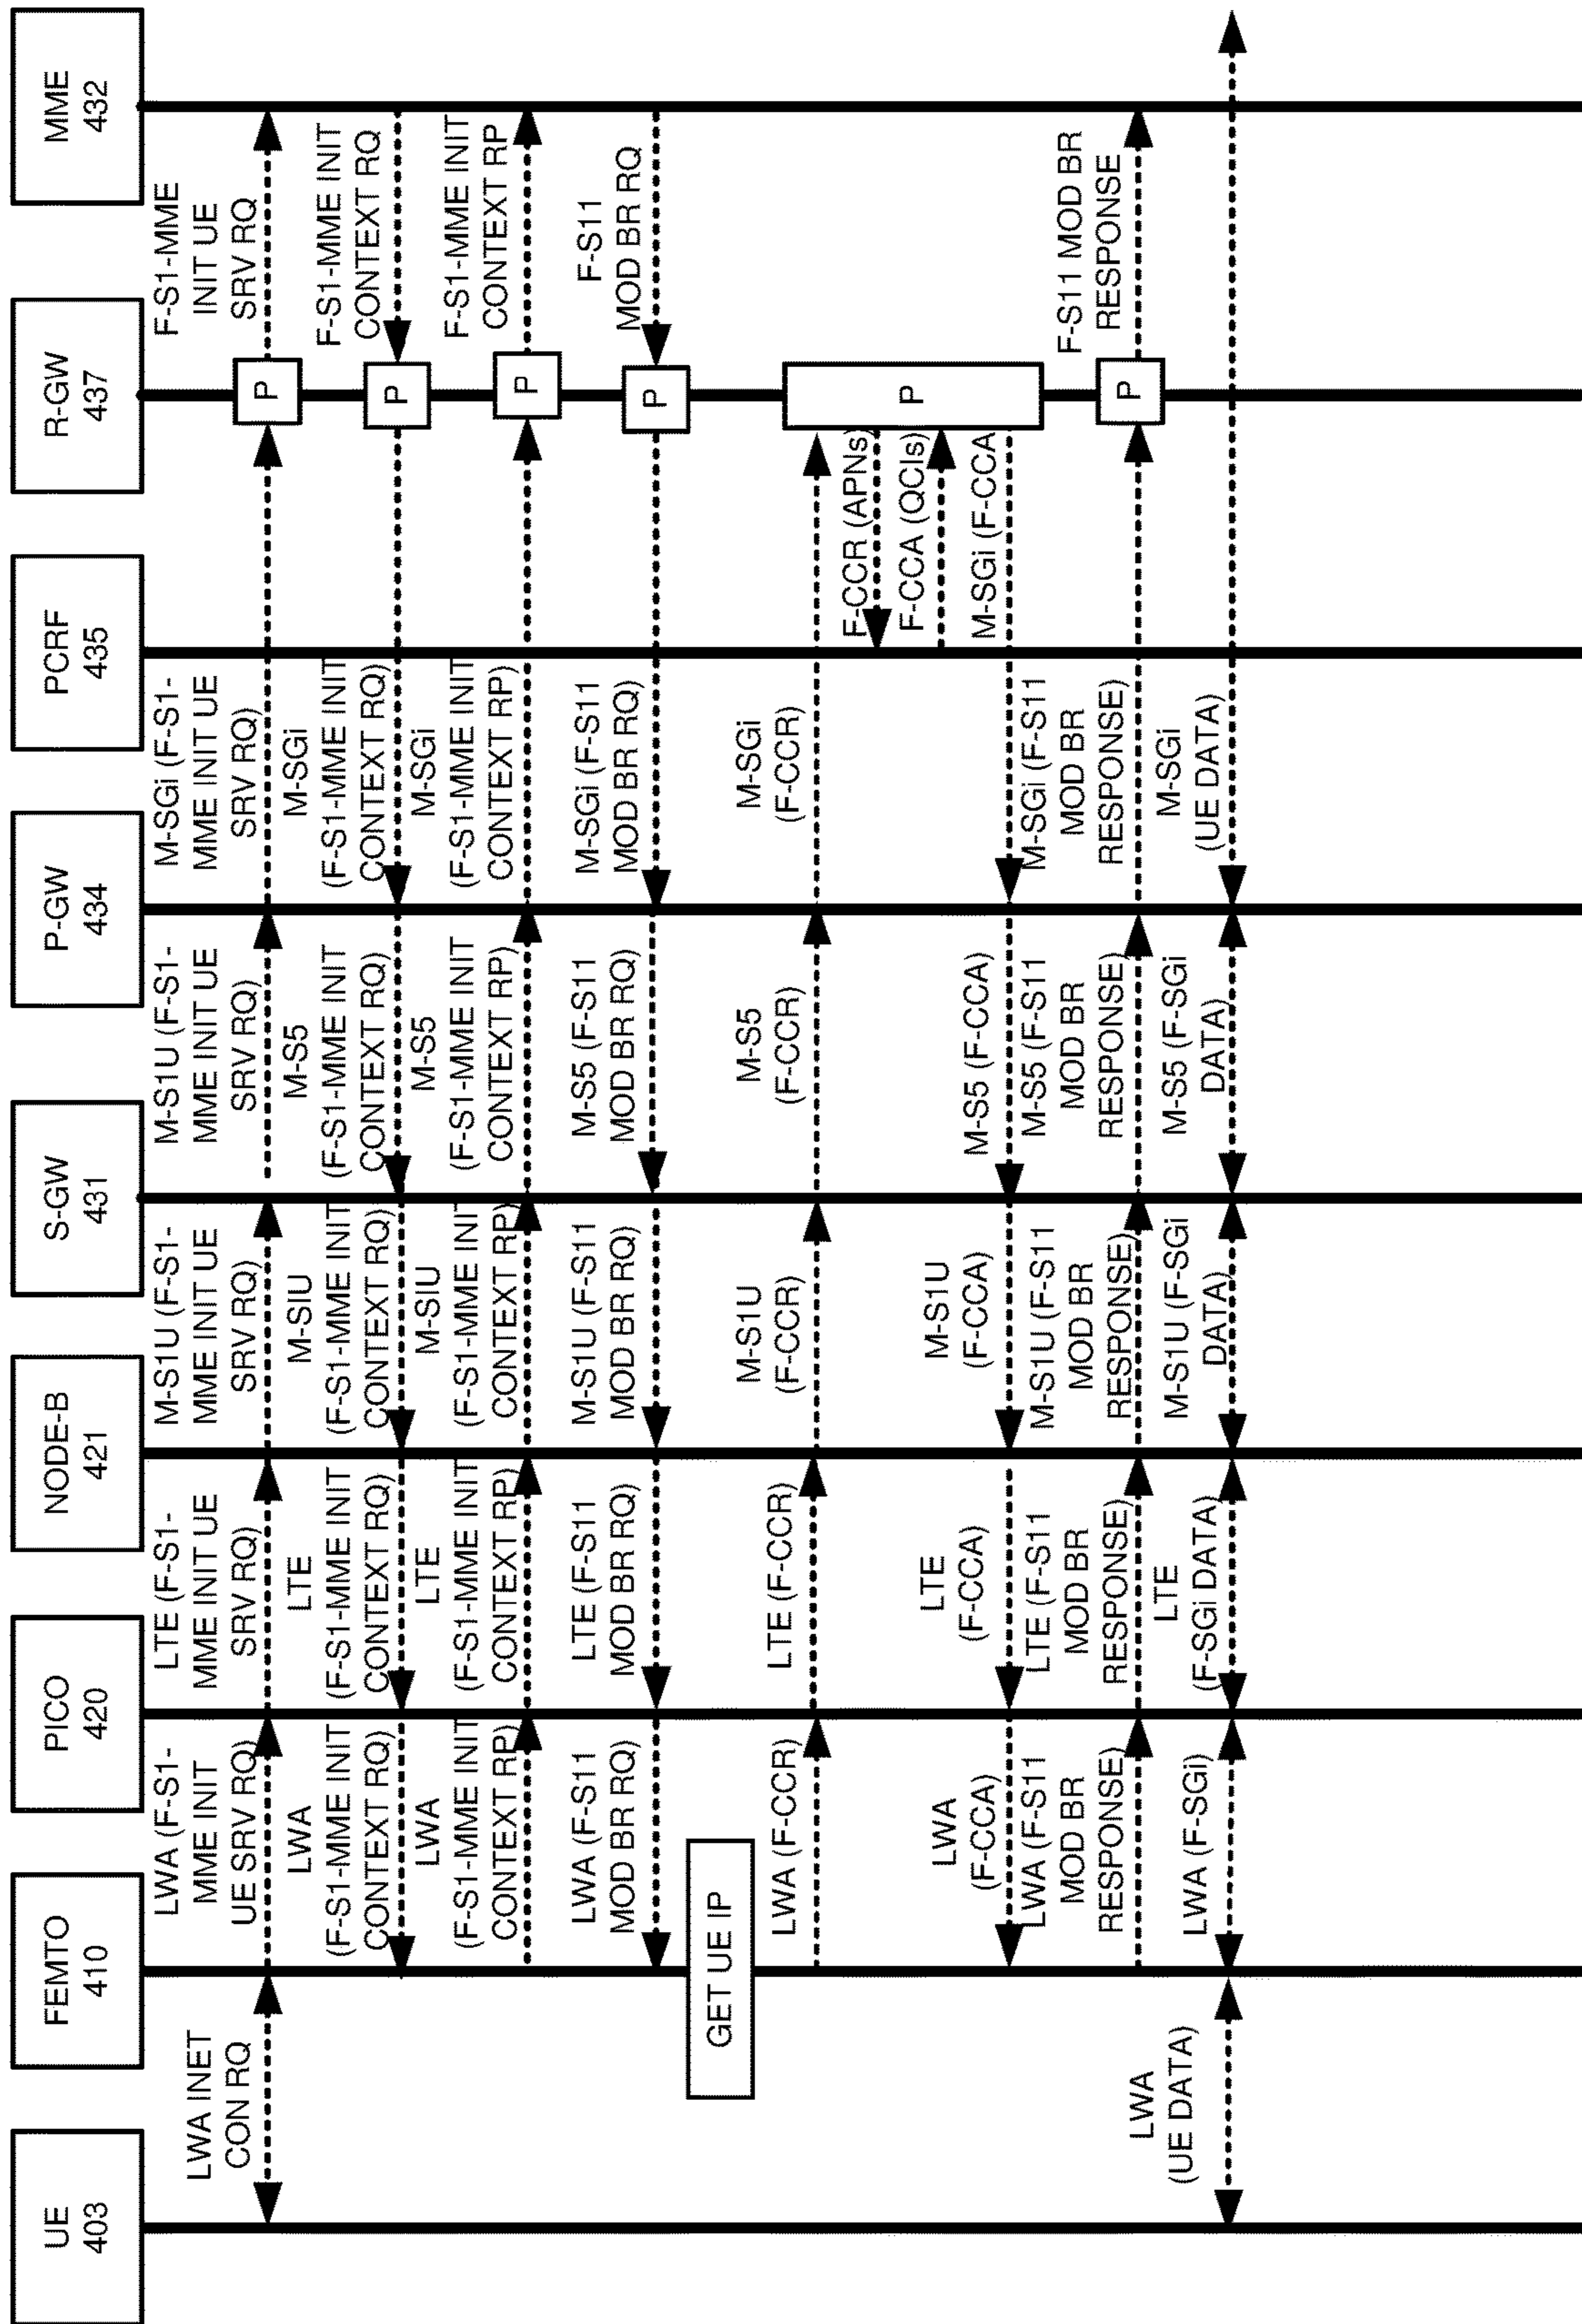 UE
403
FEMTO
410
PICO
420
NODE-B
421
S-GW
431
P-GW
434
PCRF
435
R-GW
437
MME
432
LWA INET
CON RQ
LWA (F-S1-
MME INIT
UE SRV RQ)
LTE (F-S1-
MME INIT UE
SRV RQ)
M-S1U (F-S1-
MME INIT UE
SRV RQ)
M-S1U (F-S1-
MME INIT UE
SRV RQ)
M-SGi (F-S1-
MME INIT UE
SRV RQ)
P
F-S1-MME
INIT UE
SRV RQ
LWA
(F-S1-MME INIT
CONTEXT RQ)
LTE
(F-S1-MME INIT
CONTEXT RQ)
M-SIU
(F-S1-MME INIT
CONTEXT RQ)
M-S5
(F-S1-MME INIT
CONTEXT RQ)
M-SGi
(F-S1-MME INIT
CONTEXT RQ)
P
F-S1-MME INIT
CONTEXT RQ
LWA
(F-S1-MME INIT
CONTEXT RP)
LTE
(F-S1-MME INIT
CONTEXT RP)
M-SIU
(F-S1-MME INIT
CONTEXT RP)
M-S5
(F-S1-MME INIT
CONTEXT RP)
M-SGi
(F-S1-MME INIT
CONTEXT RP)
P
F-S1-MME INIT
CONTEXT RP
LWA (F-S11
MOD BR RQ)
LTE (F-S11
MOD BR RQ)
M-S1U (F-S11
MOD BR RQ)
M-S5 (F-S11
MOD BR RQ)
M-SGi (F-S11
MOD BR RQ)
P
F-S11
MOD BR RQ
GET UE IP
LWA (F-CCR)
LTE (F-CCR)
M-S1U
(F-CCR)
M-S5
(F-CCR)
M-SGi
(F-CCR)
P
F-CCR (APNs)
F-CCA (QCIs)
M-SGi (F-CCA
LWA
(F-CCA)
LTE
(F-CCA)
M-S1U
(F-CCA)
M-S5 (F-CCA)
LWA (F-S11
MOD BR
RESPONSE)
LTE (F-S11
MOD BR
RESPONSE)
M-S1U (F-S11
MOD BR
RESPONSE)
M-S5 (F-S11
MOD BR
RESPONSE)
M-SGi (F-S11
MOD BR
RESPONSE)
P
F-S11 MOD BR
RESPONSE
LWA
(UE DATA)
LWA (F-SGi)
LTE
(F-SGi DATA)
M-S1U (F-SGi
DATA)
M-S5 (F-SGi
DATA)
M-SGi
(UE DATA)